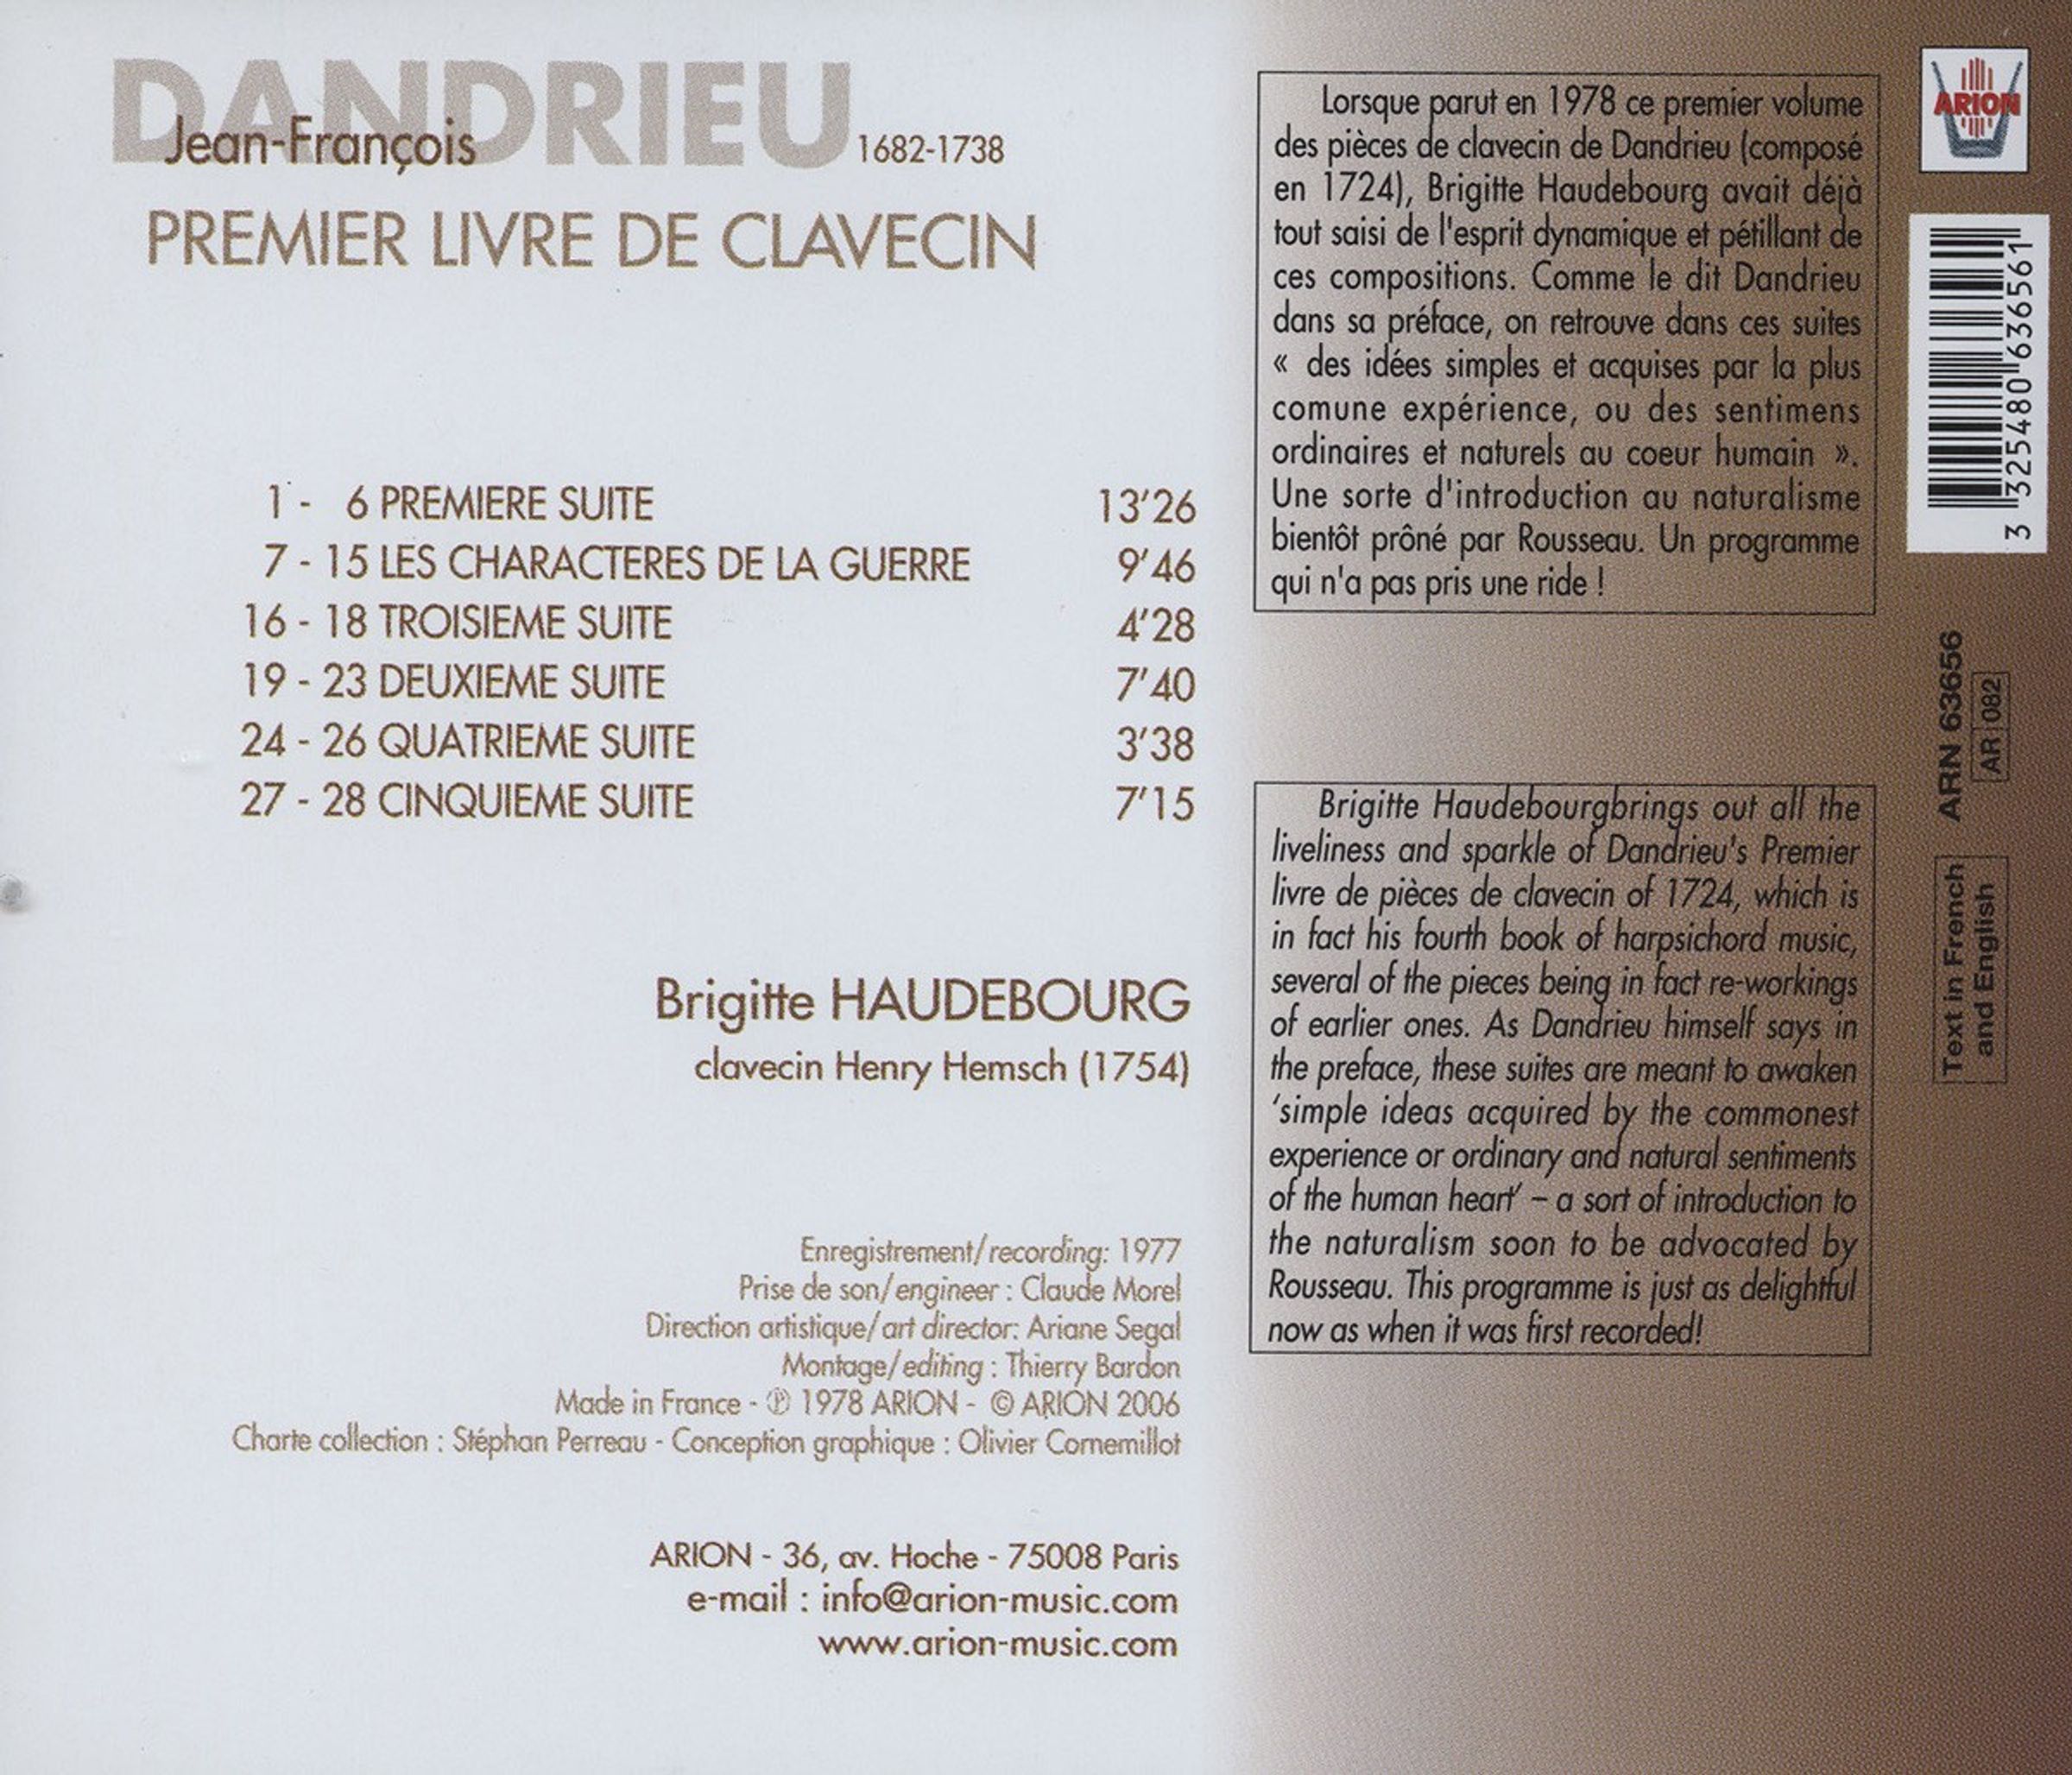 DANDRIEU
Jean-François
1682-1738
PREMIER LIVRE DE CLAVECIN
1 - 6 PREMIERE SUITE 13'26
7 - 15 LES CHARACTERES DE LA GUERRE 9'46
16 - 18 TROISIEME SUITE 4'28
19 - 23 DEUXIEME SUITE 7'40
24 - 26 QUATRIEME SUITE 3'38
27 - 28 CINQUIEME SUITE 7'15
Brigitte HAUDEBOURG
clavecin Henry Hemsch (1754)
Enregistrement/recording: 1977
Prise de son/engineer : Claude Morel
Direction artistique/art director: Ariane Segal
Montage/editing : Thierry Bardon
Made in France - ℗ 1978 ARION - © ARION 2006
Charte collection : Stéphan Perreau - Conception graphique : Olivier Cornemillot
ARION - 36, av. Hoche - 75008 Paris
e-mail : info@arion-music.com
www.arion-music.com
Lorsque parut en 1978 ce premier volume
des pièces de clavecin de Dandrieu (composé
en 1724), Brigitte Haudebourg avait déjà
tout saisi de l'esprit dynamique et pétillant de
ces compositions. Comme le dit Dandrieu
dans sa préface, on retrouve dans ces suites
« des idées simples et acquises par la plus
comune expérience, ou des sentimens
ordinaires et naturels au coeur humain ».
Une sorte d'introduction au naturalisme
bientôt prôné par Rousseau. Un programme
qui n'a pas pris une ride !
Brigitte Haudebourgbrings out all the
liveliness and sparkle of Dandrieu's Premier
livre de pièces de clavecin of 1724, which is
in fact his fourth book of harpsichord music,
several of the pieces being in fact re-workings
of earlier ones. As Dandrieu himself says in
the preface, these suites are meant to awaken
'simple ideas acquired by the commonest
experience or ordinary and natural sentiments
of the human heart' – a sort of introduction to
the naturalism soon to be advocated by
Rousseau. This programme is just as delightful
now as when it was first recorded!
ARION
3 325480 636561
ARN 63656
AR 082
Text in French
and English